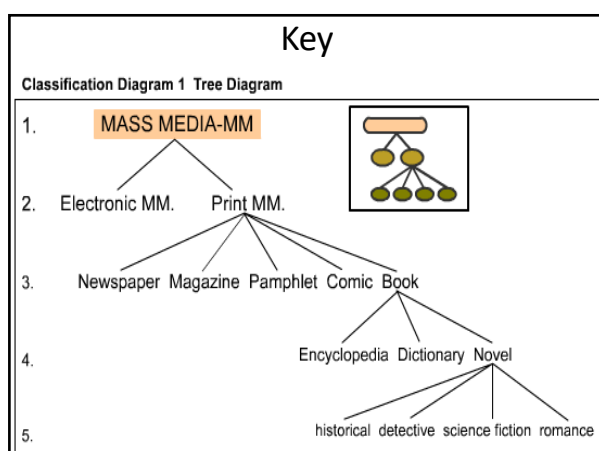 Key
Classification Diagram 1 Tree Diagram
1. MASS MEDIA-MM
2. Electronic MM. Print MM.
3. Newspaper Magazine Pamphlet Comic Book
4. Encyclopedia Dictionary Novel
5. historical detective science fiction romance